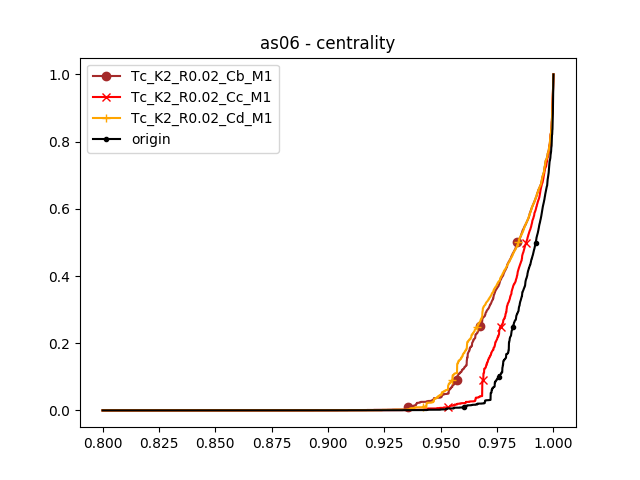 as06 - centrality
Tc_K2_R0.02_Cb_M1
Tc_K2_R0.02_Cc_M1
Tc_K2_R0.02_Cd_M1
origin
1.0
0.8
0.6
0.4
0.2
0.0
0.800 0.825 0.850 0.875 0.900 0.925 0.950 0.975 1.000